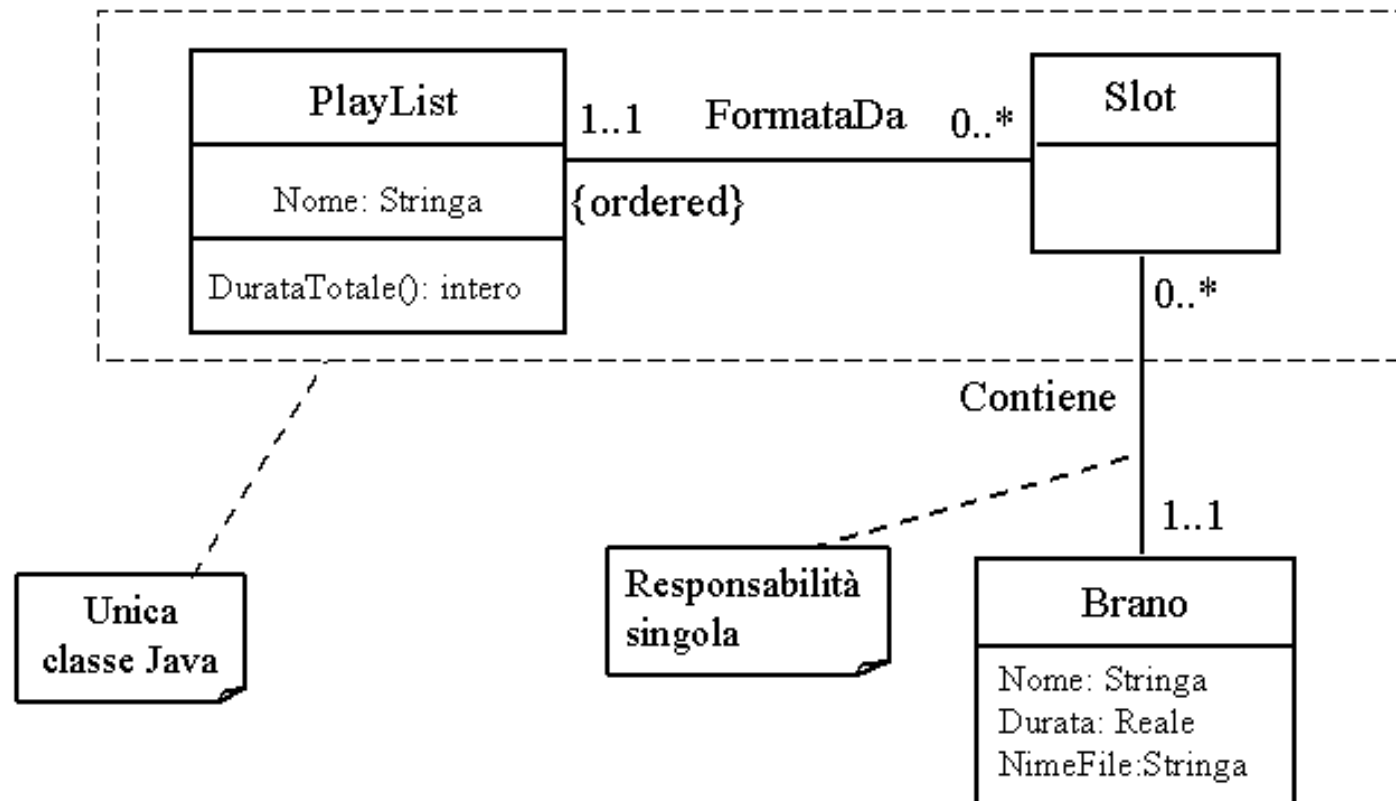 PlayList
Slot
1..1
FormataDa
0..*
Nome: Stringa
{ordered}
DurataTotale(): intero
0..*
Contiene
1..1
Unica
classe Java
Responsabilità
singola
Brano
Nome: Stringa
Durata: Reale
NimeFile:Stringa